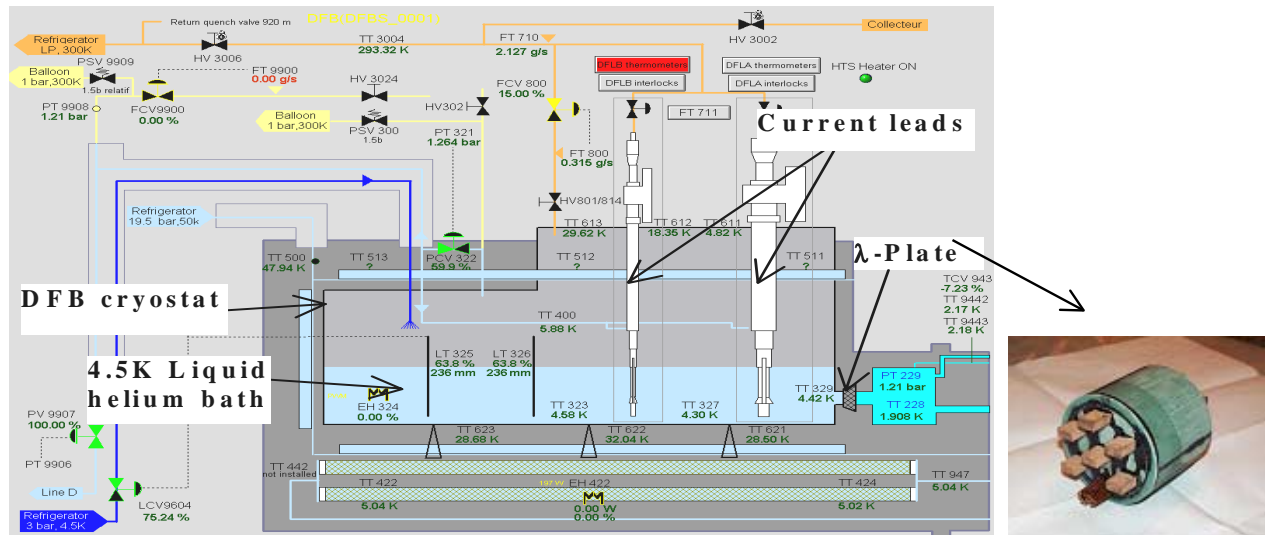 Return quench valve 920 m
DFB(DFBS_0001)
Refrigerator
LP, 300K
HV 3006
TT 3004
293.32 K
FT 710
2.127 g/s
HV 3002
Collecteur
PSV 9909
Balloon
1 bar,300K
1.5b relatif
FT 9900
0.00 g/s
HV 3024
FCV 800
15.00 %
DFLB thermometers
DFLB interlocks
DFLA thermometers
DFLA interlocks
HTS Heater ON
PT 9908
1.21 bar
FCV9900
0.00 %
HV302
FT 711
Balloon
1 bar,300K
PSV 300
1.5b
PT 321
1.264 bar
Current leads
FT 800
0.315 g/s
HV801/814
Refrigerator
19.5 bar,50k
TT 613
29.62 K
TT 612
18.35 K
TT 611
4.82 K
TT 500
47.94 K
TT 513
?
PCV 322
59.9 %
TT 512
?
TT 511
?
λ-Plate
TCV 943
-7.23 %
TT 9442
2.17 K
TT 9443
2.18 K
DFB cryostat
TT 400
5.88 K
4.5K Liquid
helium bath
LT 325
63.8 %
236 mm
LT 326
63.8 %
236 mm
EH 324
0.00 %
TT 323
4.58 K
TT 327
4.30 K
TT 329
4.42 K
PT 229
1.21 bar
TT 228
1.908 K
PV 9907
100.00 %
PT 9906
TT 623
28.68 K
TT 622
32.04 K
TT 621
28.50 K
TT 442
not installed
TT 422
5.04 K
197 W
EH 422
0.00 W
0.00 %
TT 424
5.02 K
TT 947
5.04 K
Line D
LCV9604
75.24 %
Refrigerator
3 bar, 4.5K